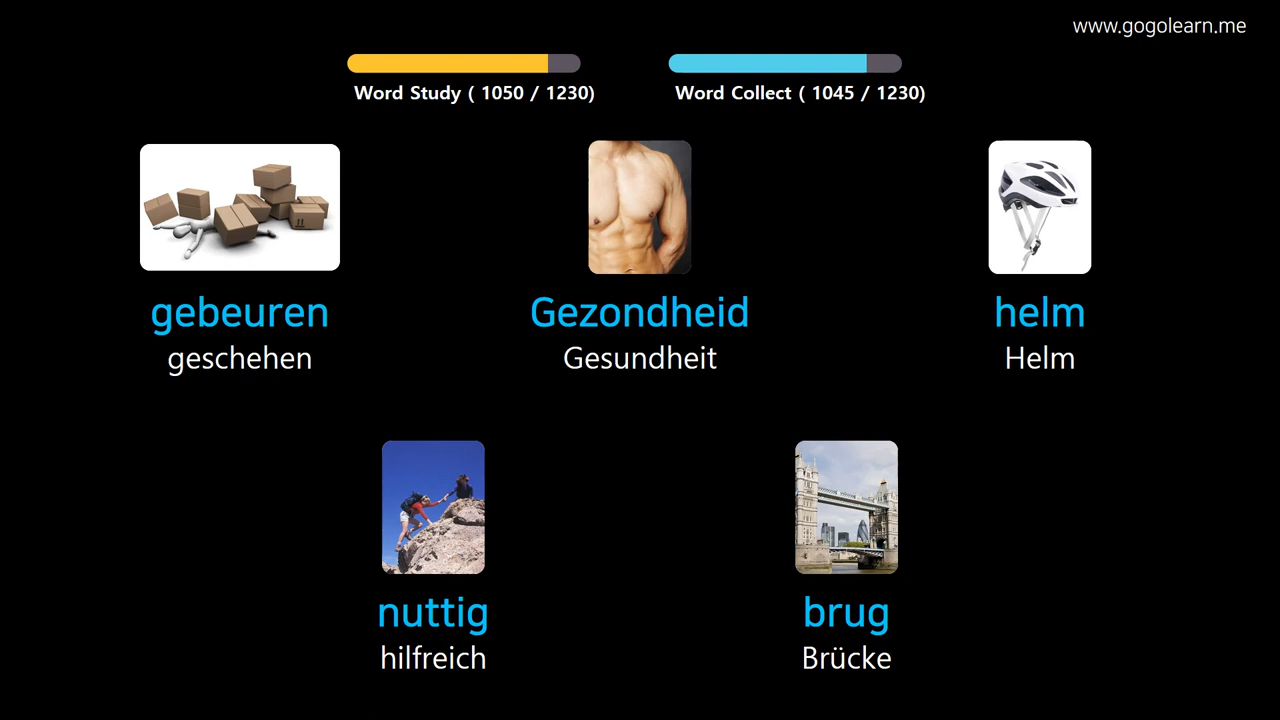 www.gogolearn.me
Word Study ( 1050 / 1230)
Word Collect ( 1045 / 1230)
gebeuren
geschehen
Gezondheid
Gesundheit
helm
Helm
nuttig
hilfreich
brug
Brücke